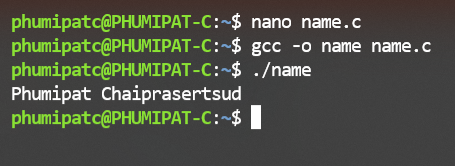 phumipatc@PHUMIPAT-C:~$ nano name.c
phumipatc@PHUMIPAT-C:~$ gcc -o name name.c
phumipatc@PHUMIPAT-C:~$ ./name
Phumipat Chaiprasertsud
phumipatc@PHUMIPAT-C:~$